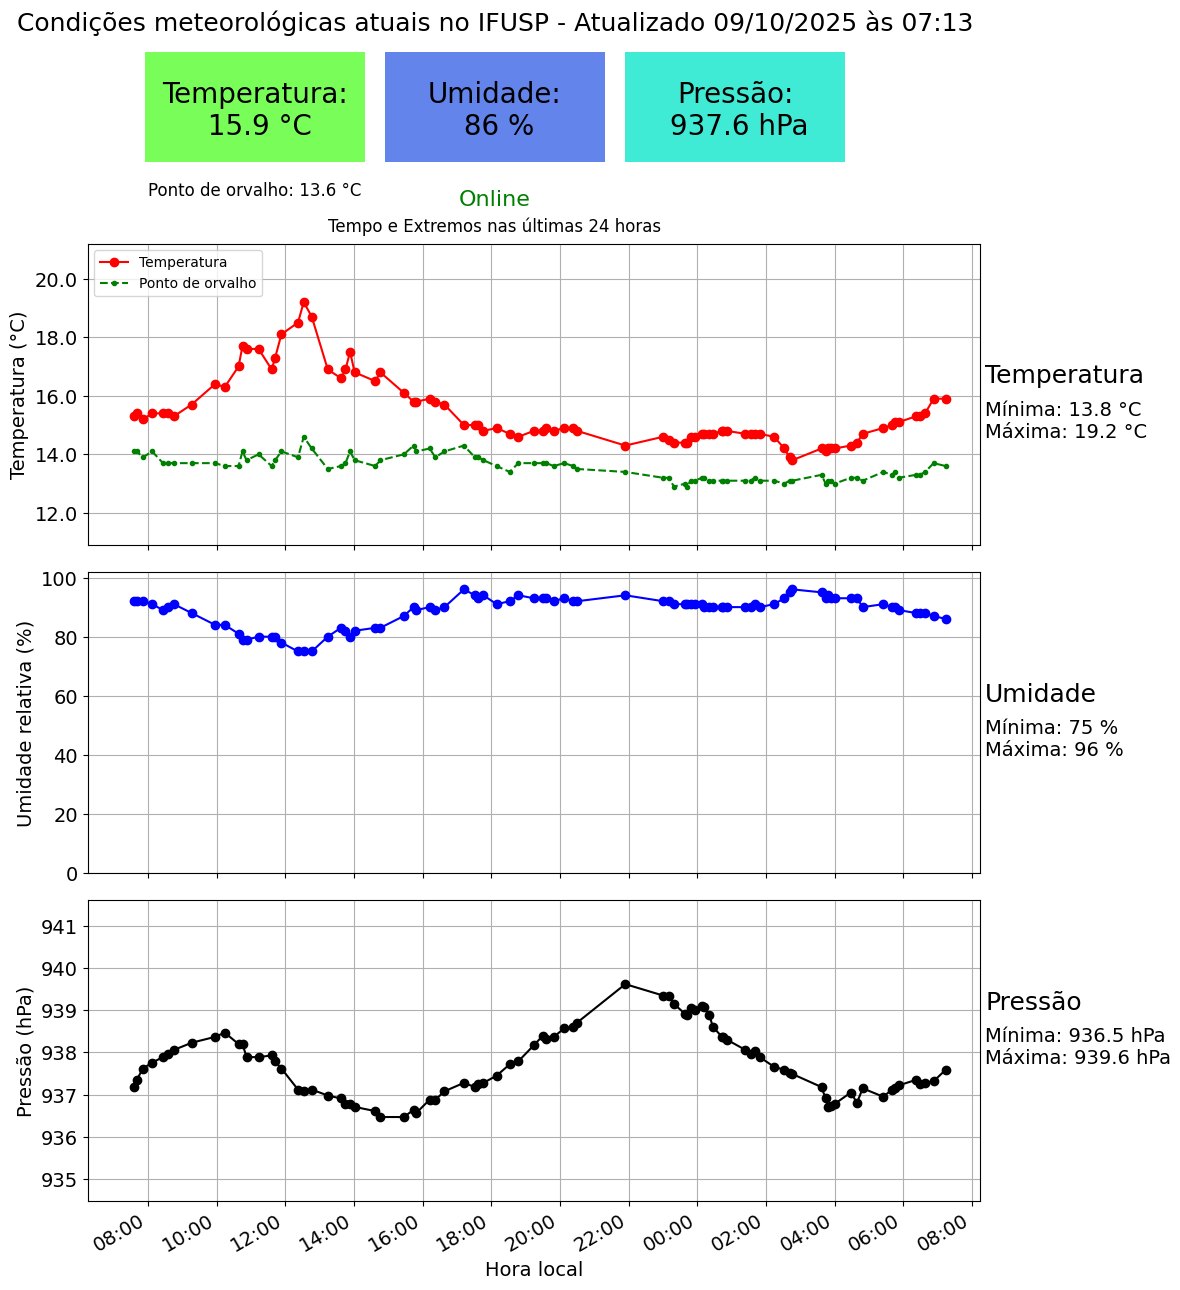 Condições meteorológicas atuais no IFUSP - Atualizado 09/10/2025 às 07:13
Temperatura:
15.9 °C
Umidade:
86 %
Pressão:
937.6 hPa
Ponto de orvalho: 13.6 °C
Online
Tempo e Extremos nas últimas 24 horas
Temperatura
Ponto de orvalho
Temperatura (°C)
20.0
18.0
16.0
14.0
12.0
Temperatura
Mínima: 13.8 °C
Máxima: 19.2 °C
Umidade relativa (%)
100
80
60
40
20
0
Umidade
Mínima: 75 %
Máxima: 96 %
Pressão (hPa)
941
940
939
938
937
936
935
Pressão
Mínima: 936.5 hPa
Máxima: 939.6 hPa
08:00
10:00
12:00
14:00
16:00
18:00
20:00
22:00
00:00
02:00
04:00
06:00
08:00
Hora local